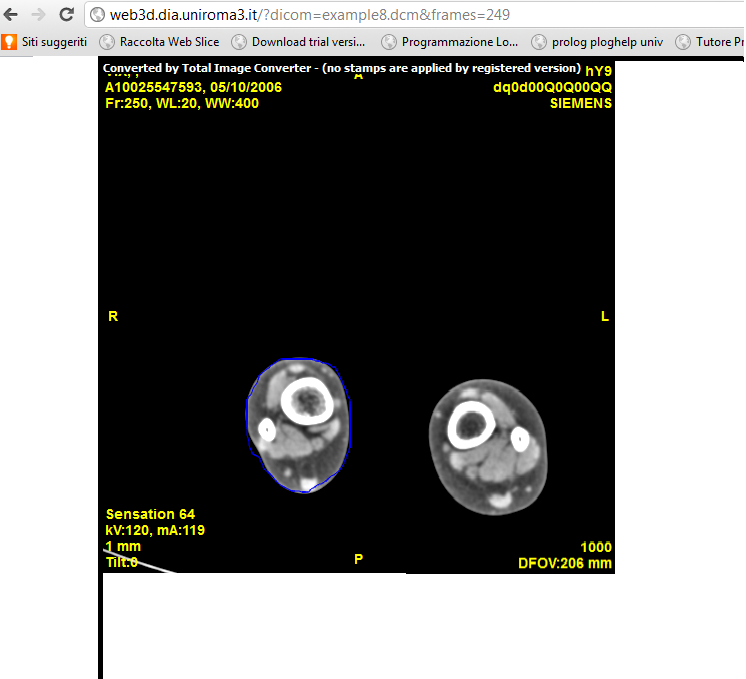 web3d.dia.uniroma3.it/?dicom=example8.dcm&frames=249
Siti suggeriti Raccolta Web Slice Download trial versi... Programmazione Lo... prolog ploghelp univ Tutore Pr
Converted by Total Image Converter - (no stamps are applied by registered version) hY9
A
A10025547593, 05/10/2006 dq0d00Q0Q00QQ
Fr:250, WL:20, WW:400 SIEMENS
R L
Sensation 64
kV:120, mA:119
1 mm 1000
Tilt:0 P DFOV:206 mm